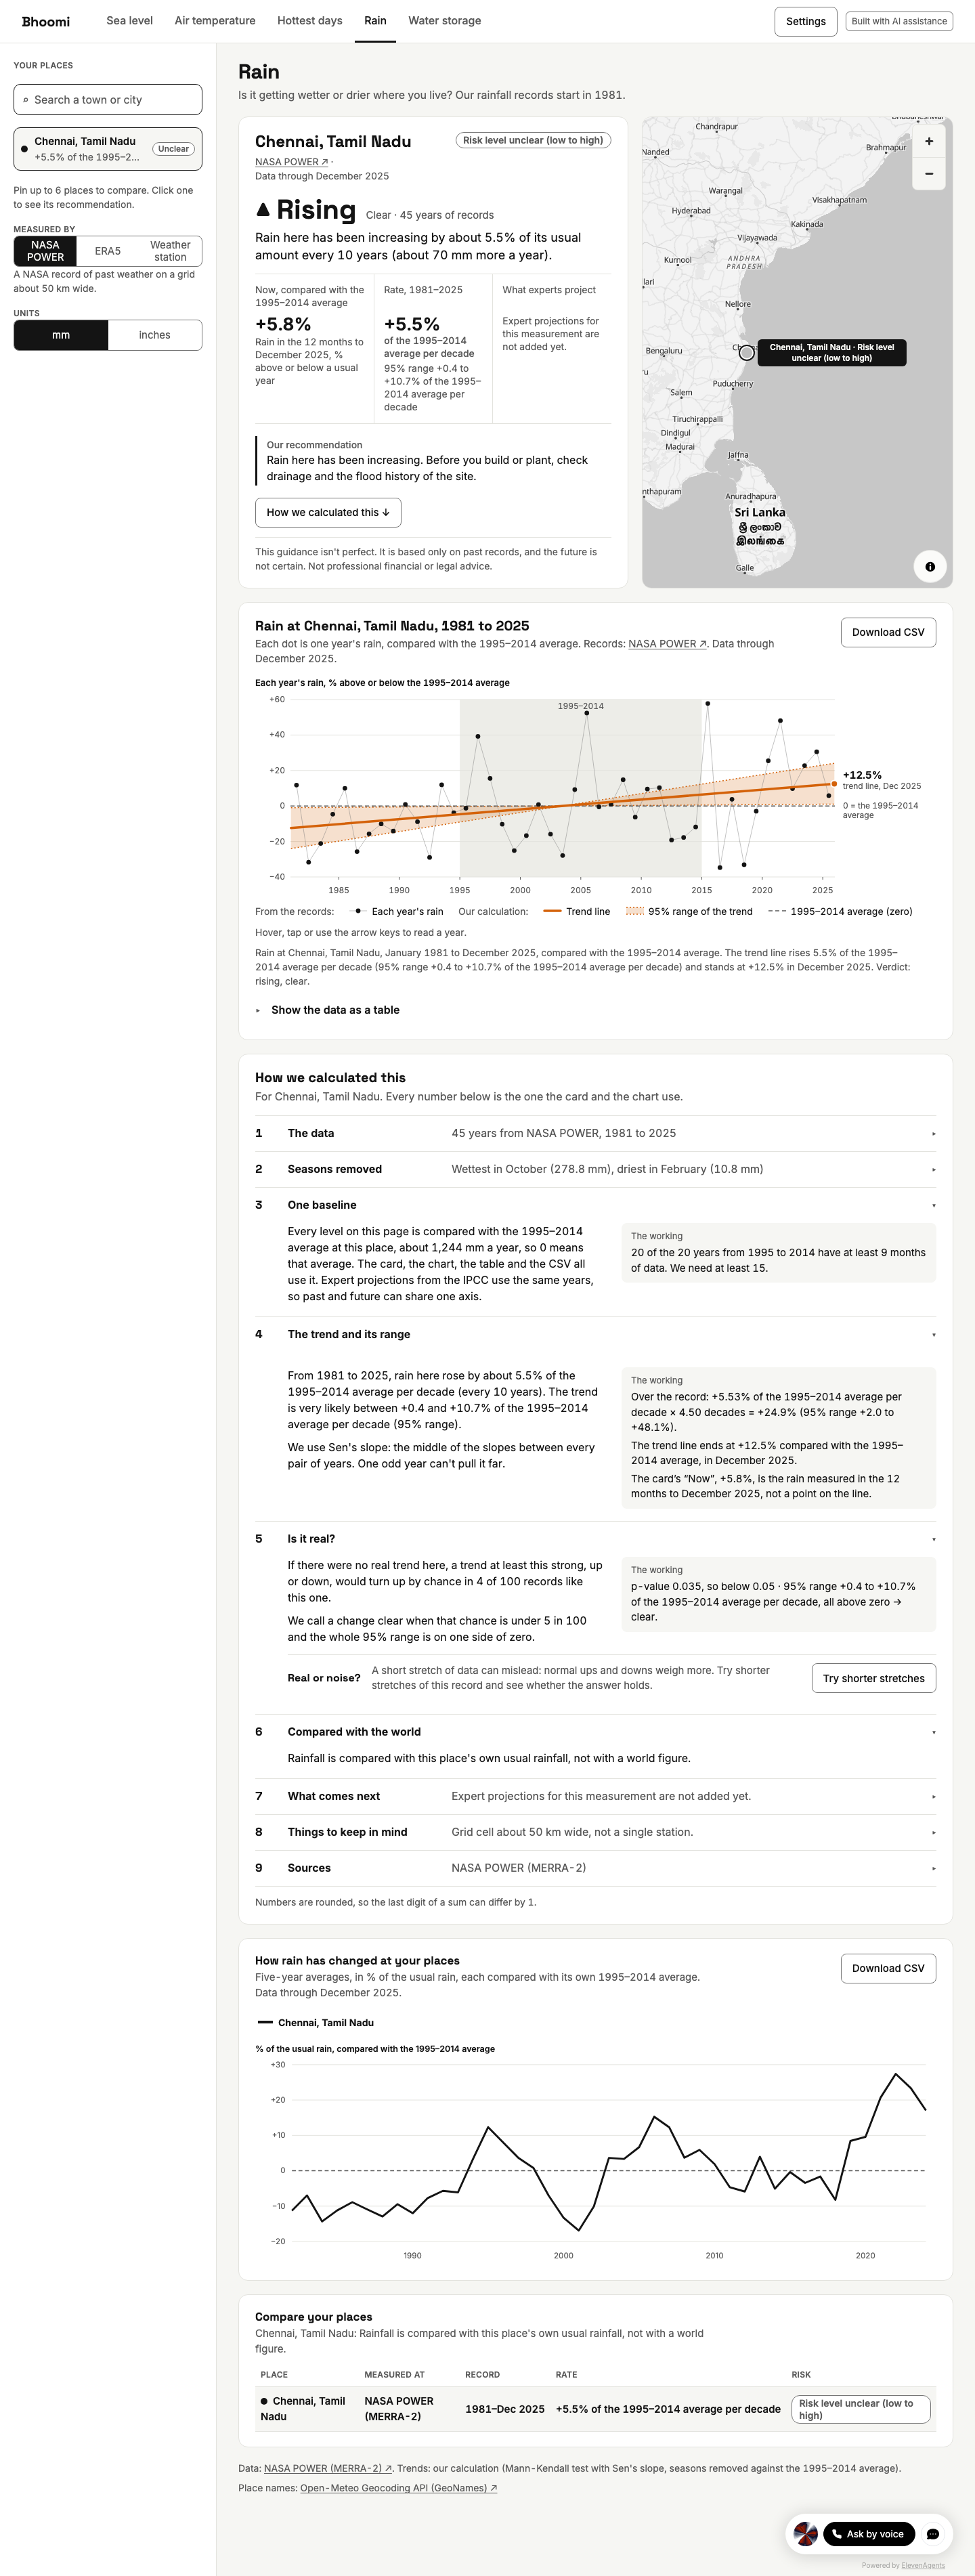 Bhoomi
Sea level
Air temperature
Hottest days
Rain
Water storage
Settings
Built with AI assistance
YOUR PLACES
Search a town or city
Chennai, Tamil Nadu
+5.5% of the 1995–2...
Unclear
Pin up to 6 places to compare. Click one
to see its recommendation.
MEASURED BY
NASA
POWER
ERA5
Weather
station
A NASA record of past weather on a grid
about 50 km wide.
UNITS
mm
inches
Rain
Is it getting wetter or drier where you live? Our rainfall records start in 1981.
Chennai, Tamil Nadu
Risk level unclear (low to high)
NASA POWER ↗ ·
Data through December 2025
▲ Rising
Clear · 45 years of records
Rain here has been increasing by about 5.5% of its usual
amount every 10 years (about 70 mm more a year).
Now, compared with the
1995–2014 average
+5.8%
Rain in the 12 months to
December 2025, %
above or below a usual
year
Rate, 1981–2025
+5.5%
of the 1995–2014
average per decade
95% range +0.4 to
+10.7% of the 1995–
2014 average per
decade
What experts project
Expert projections for
this measurement are
not added yet.
Our recommendation
Rain here has been increasing. Before you build or plant, check
drainage and the flood history of the site.
How we calculated this ↓
This guidance isn't perfect. It is based only on past records, and the future is
not certain. Not professional financial or legal advice.
Chandrapur
Brahmapur
Nanded
Warangal
Visakhapatnam
Hyderabad
Kakinada
Vijayawada
Kurnool
ANDHRA
PRADESH
Nellore
Bengaluru
Chennai, Tamil Nadu · Risk level
unclear (low to high)
Puducherry
Salem
Tiruchirappalli
Dindigul
Madurai
Jaffna
nthapuram
Anuradhapura
Sri Lanka
ශ්‍රී ලංකාව
இலங்கை
Galle
+
−
Rain at Chennai, Tamil Nadu, 1981 to 2025
Each dot is one year's rain, compared with the 1995–2014 average. Records: NASA POWER ↗. Data through
December 2025.
Download CSV
Each year's rain, % above or below the 1995–2014 average
+60
+40
+20
0
−20
−40
1995–2014
+12.5%
trend line, Dec 2025
0 = the 1995–2014
average
1985
1990
1995
2000
2005
2010
2015
2020
2025
From the records:
Each year's rain
Our calculation:
Trend line
95% range of the trend
1995–2014 average (zero)
Hover, tap or use the arrow keys to read a year.
Rain at Chennai, Tamil Nadu, January 1981 to December 2025, compared with the 1995–2014 average. The trend line rises 5.5% of the 1995–
2014 average per decade (95% range +0.4 to +10.7% of the 1995–2014 average per decade) and stands at +12.5% in December 2025. Verdict:
rising, clear.
Show the data as a table
How we calculated this
For Chennai, Tamil Nadu. Every number below is the one the card and the chart use.
1 The data 45 years from NASA POWER, 1981 to 2025
2 Seasons removed Wettest in October (278.8 mm), driest in February (10.8 mm)
3 One baseline
Every level on this page is compared with the 1995–2014
average at this place, about 1,244 mm a year, so 0 means
that average. The card, the chart, the table and the CSV all
use it. Expert projections from the IPCC use the same years,
so past and future can share one axis.
The working
20 of the 20 years from 1995 to 2014 have at least 9 months
of data. We need at least 15.
4 The trend and its range
From 1981 to 2025, rain here rose by about 5.5% of the
1995–2014 average per decade (every 10 years). The trend
is very likely between +0.4 and +10.7% of the 1995–2014
average per decade (95% range).
We use Sen's slope: the middle of the slopes between every
pair of years. One odd year can't pull it far.
The working
Over the record: +5.53% of the 1995–2014 average per
decade × 4.50 decades = +24.9% (95% range +2.0 to
+48.1%).
The trend line ends at +12.5% compared with the 1995–
2014 average, in December 2025.
The card's “Now”, +5.8%, is the rain measured in the 12
months to December 2025, not a point on the line.
5 Is it real?
If there were no real trend here, a trend at least this strong, up
or down, would turn up by chance in 4 of 100 records like
this one.
We call a change clear when that chance is under 5 in 100
and the whole 95% range is on one side of zero.
The working
p-value 0.035, so below 0.05 · 95% range +0.4 to +10.7%
of the 1995–2014 average per decade, all above zero →
clear.
Real or noise?
A short stretch of data can mislead: normal ups and downs weigh more. Try shorter
stretches of this record and see whether the answer holds.
Try shorter stretches
6 Compared with the world
Rainfall is compared with this place's own usual rainfall, not with a world figure.
7 What comes next Expert projections for this measurement are not added yet.
8 Things to keep in mind Grid cell about 50 km wide, not a single station.
9 Sources NASA POWER (MERRA-2)
Numbers are rounded, so the last digit of a sum can differ by 1.
How rain has changed at your places
Five-year averages, in % of the usual rain, each compared with its own 1995–2014 average.
Data through December 2025.
Download CSV
Chennai, Tamil Nadu
% of the usual rain, compared with the 1995–2014 average
+30
+20
+10
0
−10
−20
1990
2000
2010
2020
Compare your places
Chennai, Tamil Nadu: Rainfall is compared with this place's own usual rainfall, not with a world
figure.
PLACE MEASURED AT RECORD RATE RISK
Chennai, Tamil
Nadu
NASA POWER
(MERRA-2)
1981–Dec 2025
+5.5% of the 1995–2014 average per decade
Risk level unclear (low to
high)
Data: NASA POWER (MERRA-2) ↗. Trends: our calculation (Mann-Kendall test with Sen's slope, seasons removed against the 1995–2014 average).
Place names: Open-Meteo Geocoding API (GeoNames) ↗
Ask by voice
Powered by ElevenAgents